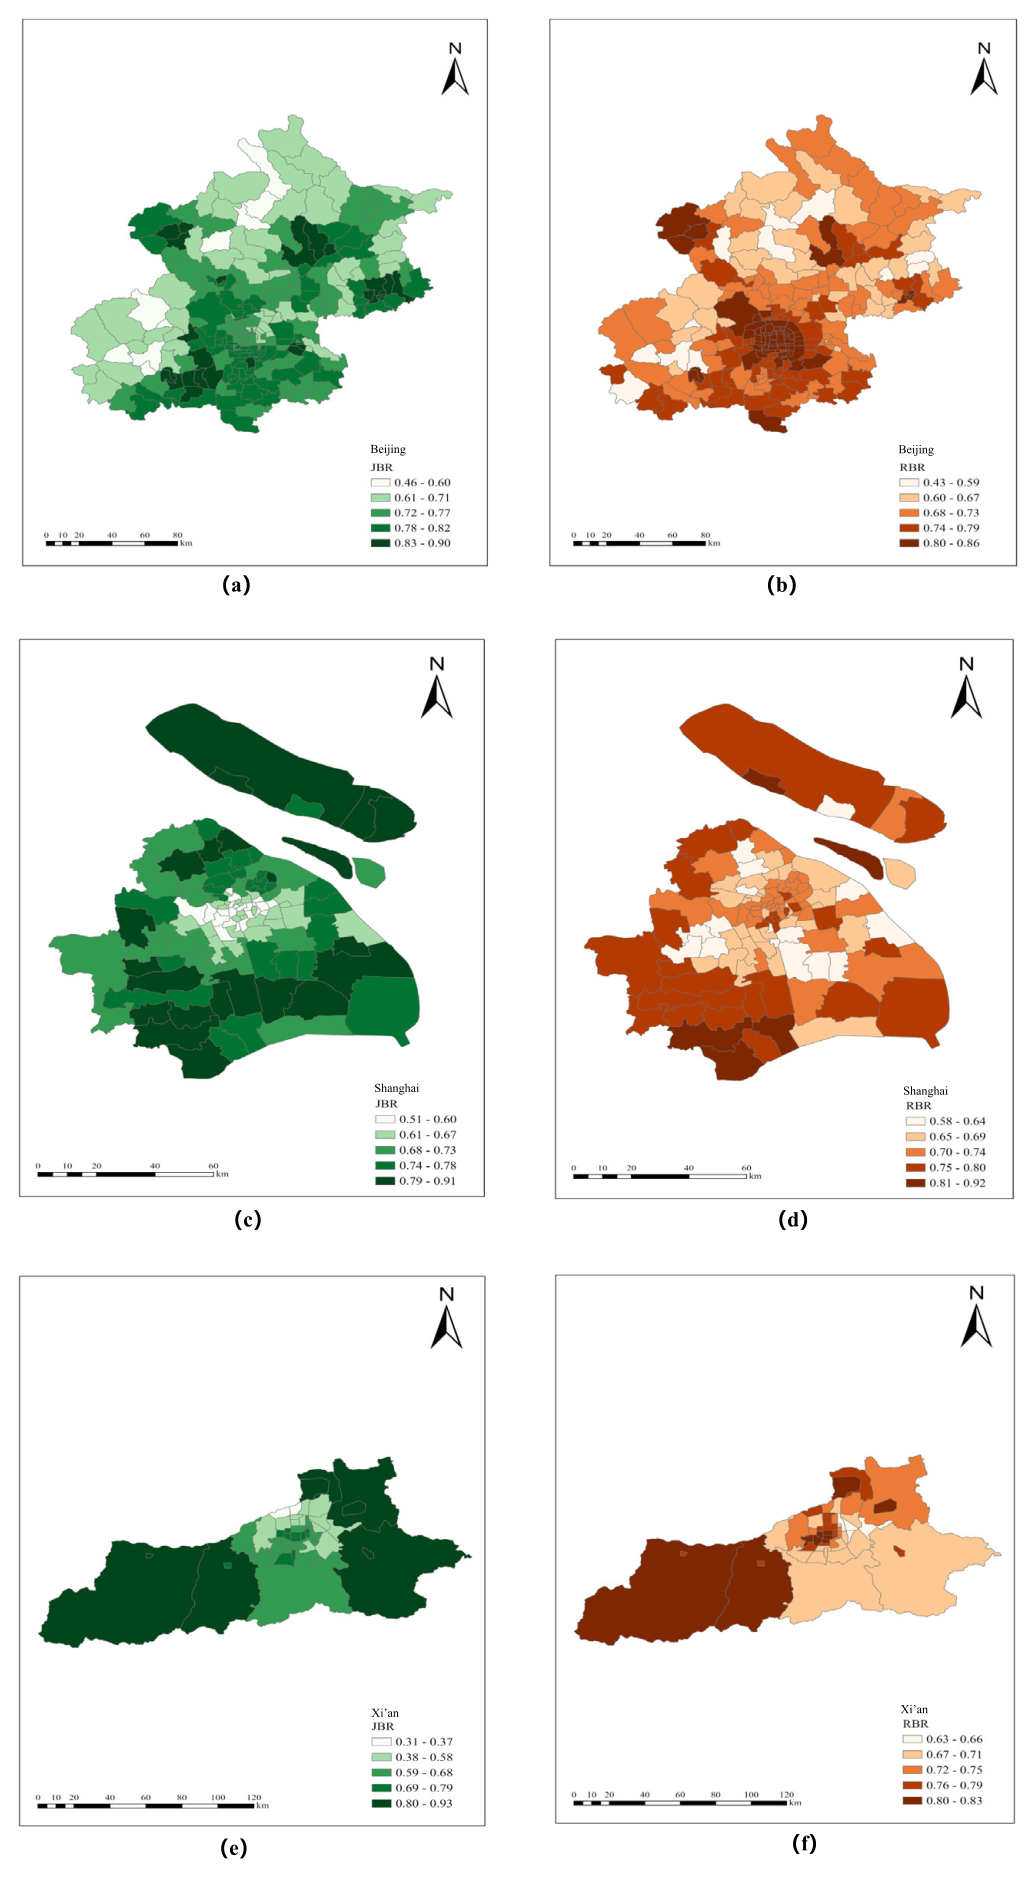 N
Beijing
JBR
0.46 - 0.60
0.61 - 0.71
0.72 - 0.77
0.78 - 0.82
0.83 - 0.90
0 10 20 40 60 80
km
(a)
N
Beijing
RBR
0.43 - 0.59
0.60 - 0.67
0.68 - 0.73
0.74 - 0.79
0.80 - 0.86
0 10 20 40 60 80
km
(b)
N
Shanghai
JBR
0.51 - 0.60
0.61 - 0.67
0.68 - 0.73
0.74 - 0.78
0.79 - 0.91
0 10 20 40 60
km
(c)
N
Shanghai
RBR
0.58 - 0.64
0.65 - 0.69
0.70 - 0.74
0.75 - 0.80
0.81 - 0.92
0 10 20 40 60
km
(d)
N
Xi'an
JBR
0.31 - 0.37
0.38 - 0.58
0.59 - 0.68
0.69 - 0.79
0.80 - 0.93
0 10 20 40 60 80 100 120
km
(e)
N
Xi'an
RBR
0.63 - 0.66
0.67 - 0.71
0.72 - 0.75
0.76 - 0.79
0.80 - 0.83
0 10 20 40 60 80 100 120
km
(f)